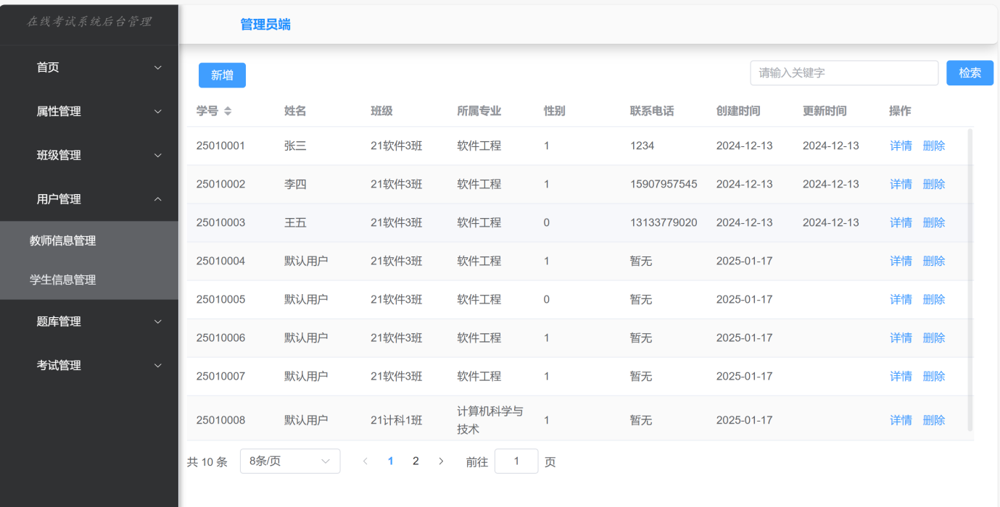 在线考试系统后台管理
管理员端
首页
属性管理
班级管理
用户管理
教师信息管理
学生信息管理
题库管理
考试管理
新增
请输入关键字 检索
学号 姓名 班级 所属专业 性别 联系电话 创建时间 更新时间 操作
25010001 张三 21软件3班 软件工程 1 1234 2024-12-13 2024-12-13 详情 删除
25010002 李四 21软件3班 软件工程 1 15907957545 2024-12-13 2024-12-13 详情 删除
25010003 王五 21软件3班 软件工程 0 13133779020 2024-12-13 2024-12-13 详情 删除
25010004 默认用户 21软件3班 软件工程 1 暂无 2025-01-17 详情 删除
25010005 默认用户 21软件3班 软件工程 0 暂无 2025-01-17 详情 删除
25010006 默认用户 21软件3班 软件工程 1 暂无 2025-01-17 详情 删除
25010007 默认用户 21软件3班 软件工程 1 暂无 2025-01-17 详情 删除
25010008 默认用户 21计科1班 计算机科学与
技术 1 暂无 2025-01-17 详情 删除
共 10 条 8条/页 1 2 前往 1 页